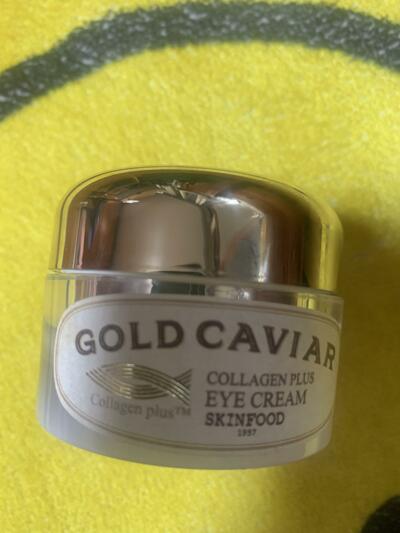 GOLD CAVIAR
COLLAGEN PLUS
Collagen plus™
EYE CREAM
SKINFOOD
1957